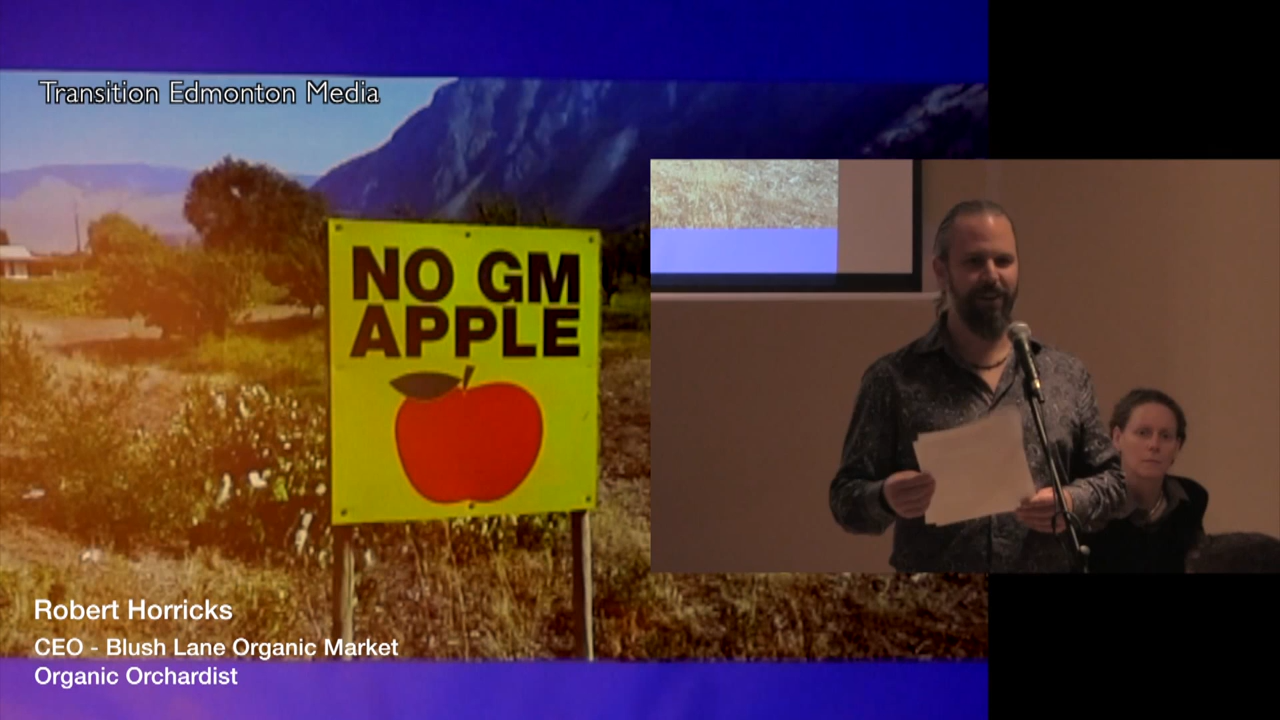 Transition Edmonton Media
NO GM
APPLE
Robert Horricks
CEO - Blush Lane Organic Market
Organic Orchardist